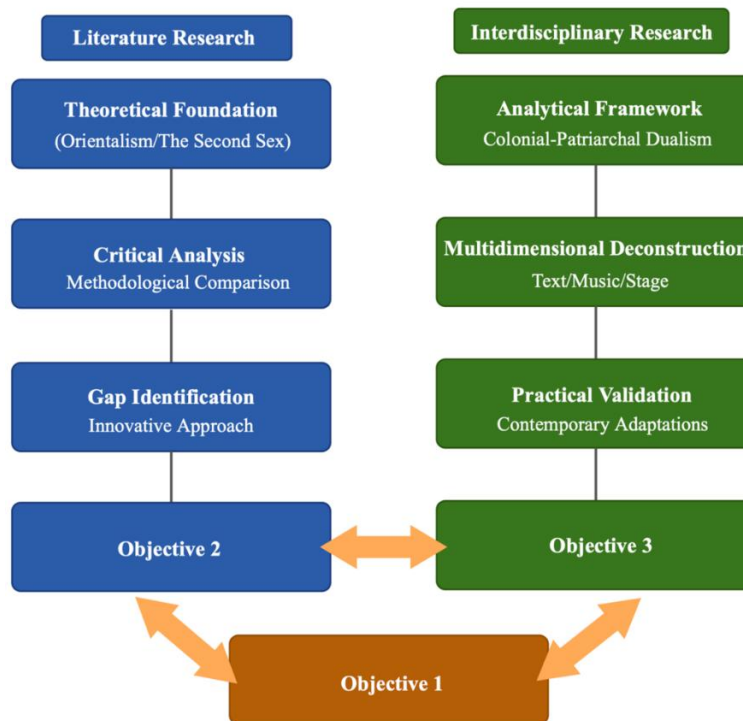 Literature Research
Theoretical Foundation
(Orientalism/The Second Sex)
Critical Analysis
Methodological Comparison
Gap Identification
Innovative Approach
Objective 2
Interdisciplinary Research
Analytical Framework
Colonial-Patriarchal Dualism
Multidimensional Deconstruction
Text/Music/Stage
Practical Validation
Contemporary Adaptations
Objective 3
Objective 1